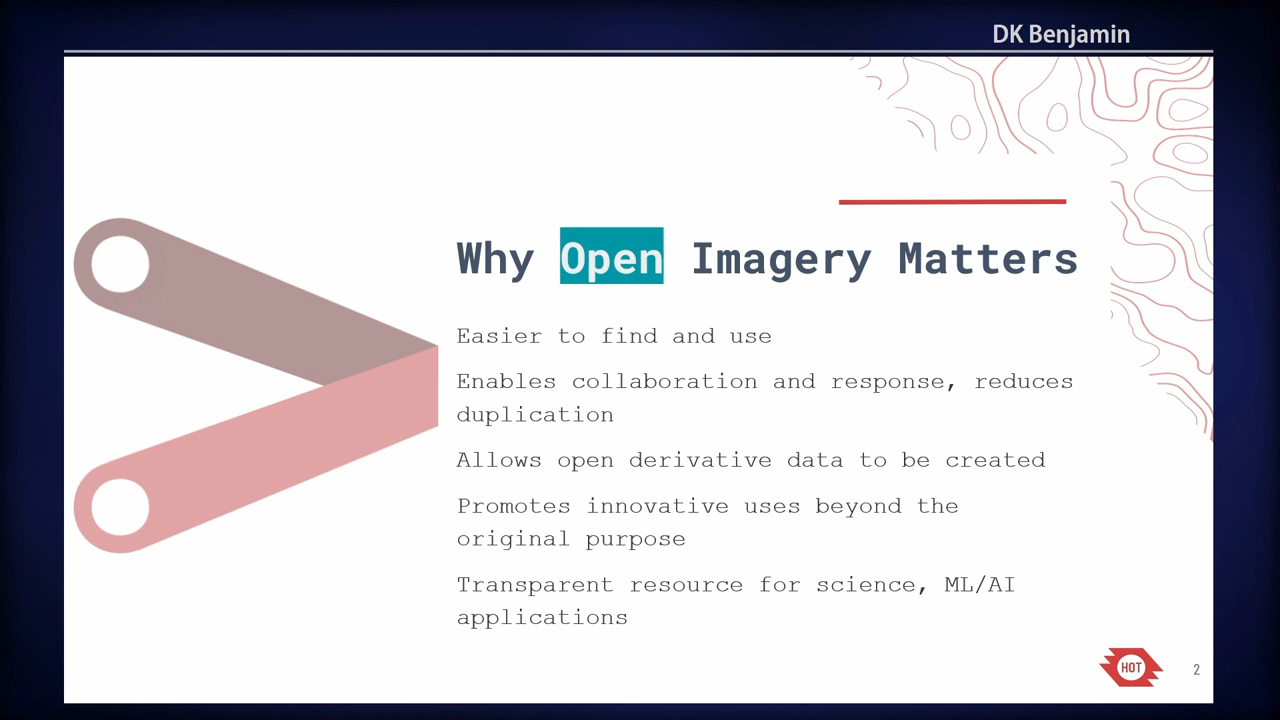 DK Benjamin
Why Open Imagery Matters
Easier to find and use
Enables collaboration and response, reduces
duplication
Allows open derivative data to be created
Promotes innovative uses beyond the
original purpose
Transparent resource for science, ML/AI
applications
HOT
2